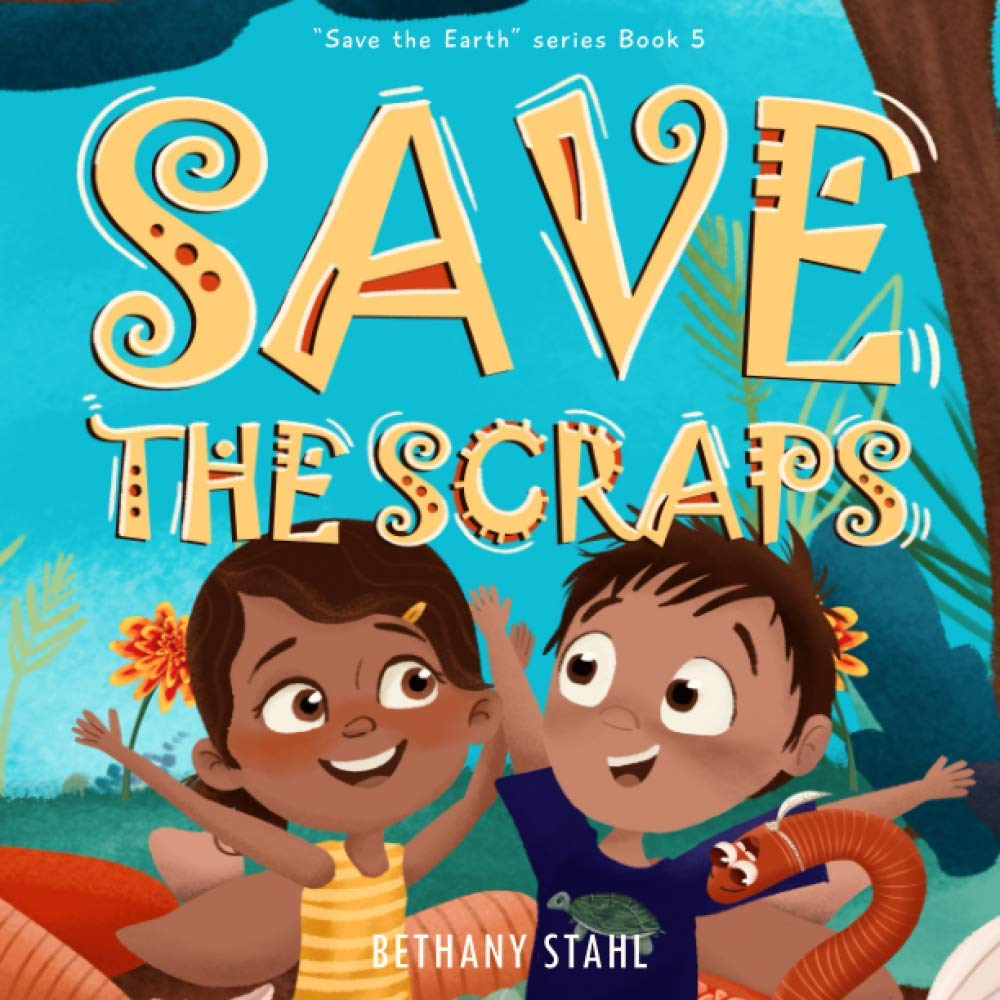 "Save the Earth" series Book 5
SAVE
THE SCRAPS
BETHANY STAHL